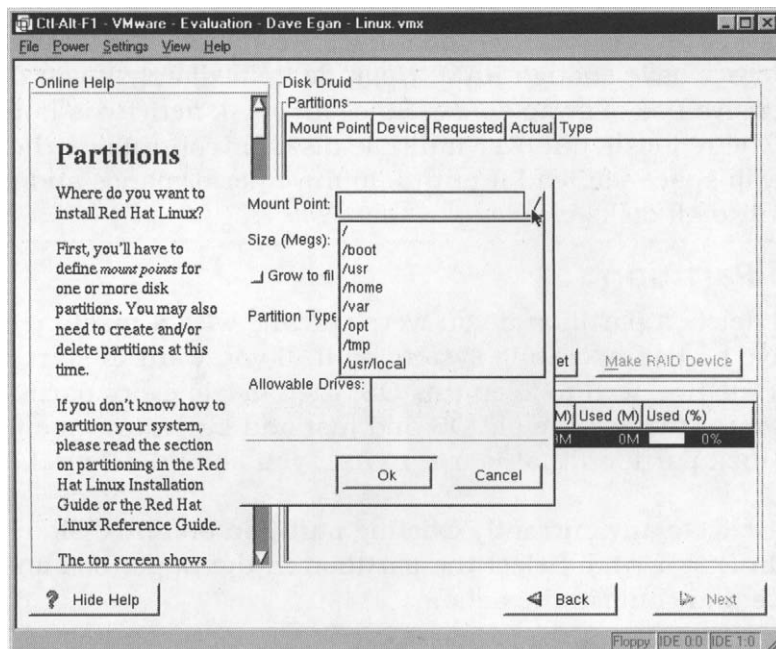 Ctl-Alt-F1 - VMware - Evaluation - Dave Egan - Linux.vmx
File Power Settings View Help
Online Help
Partitions
Where do you want to
install Red Hat Linux?
First, you'll have to
define mount points for
one or more disk
partitions. You may also
need to create and/or
delete partitions at this
time.
If you don't know how to
partition your system,
please read the section
on partitioning in the Red
Hat Linux Installation
Guide or the Red Hat
Linux Reference Guide.
The top screen shows
Disk Druid
Partitions
Mount Point Device Requested Actual Type
Mount Point:
/
/boot
/usr
/home
/var
/opt
/tmp
/usr/local
Size (Megs):
Grow to fil
Partition Type
Allowable Drives:
Ok Cancel
et Make RAID Device
M) Used (M) Used (%)
0M 0M 0%
Hide Help Back Next
Floppy IDE 0:0 IDE 1:0